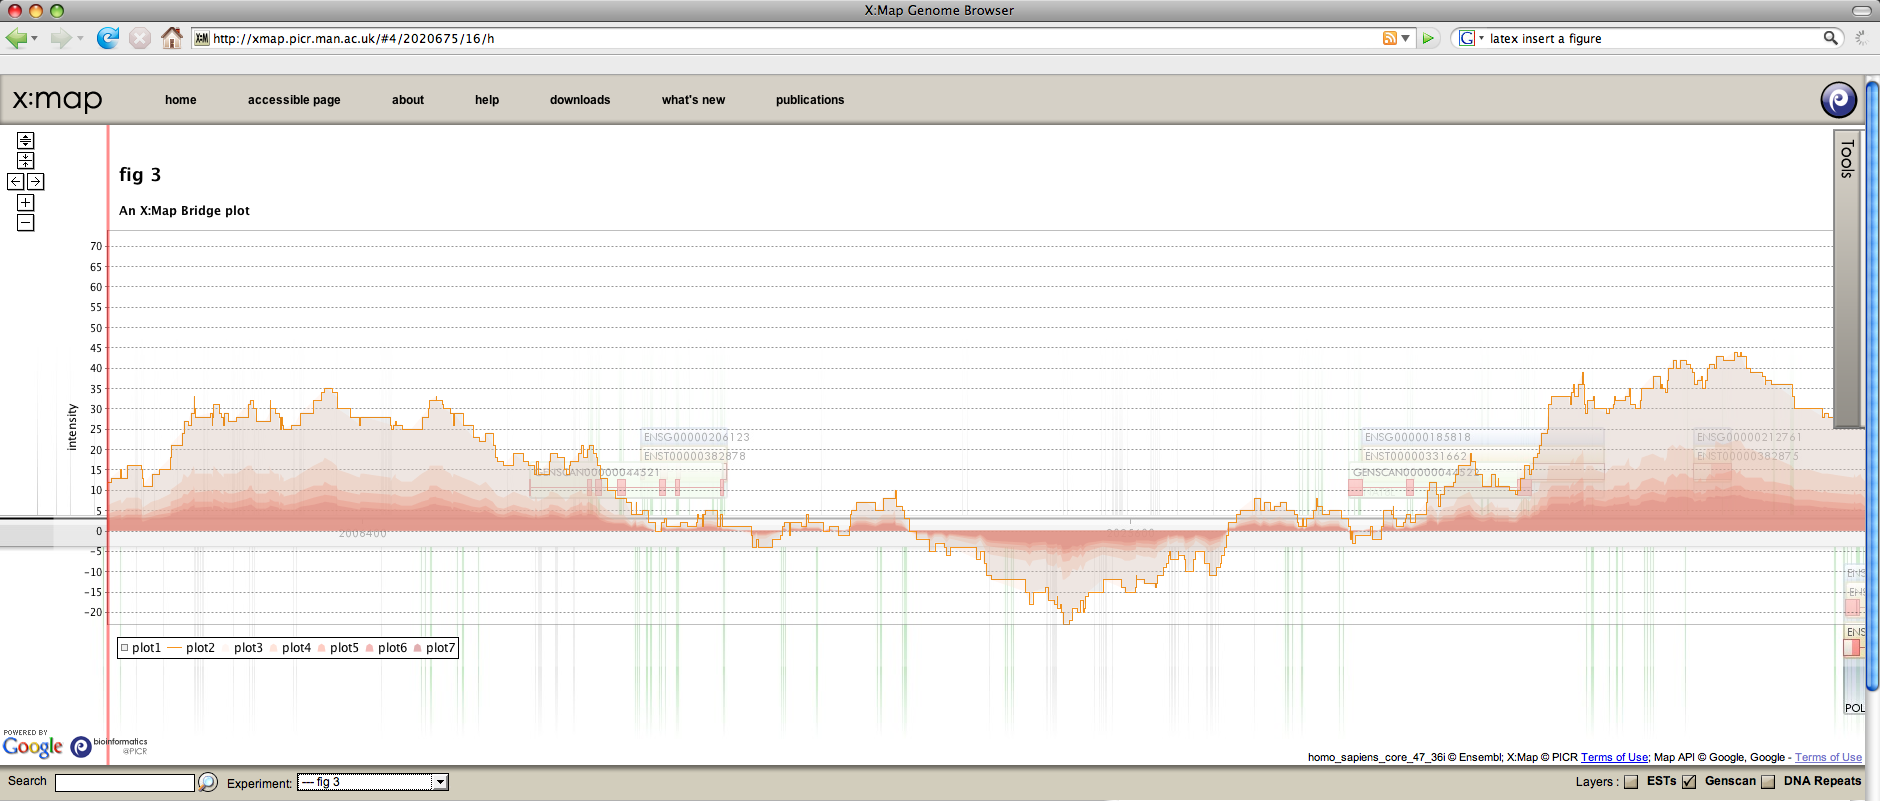 X:Map Genome Browser
X:M http://xmap.picr.man.ac.uk/#4/2020675/16/h
G latex insert a figure
x:map home accessible page about help downloads what's new publications
Tools
fig 3
An X:Map Bridge plot
70
65
60
55
50
45
40
35
30
25
20
15
10
5
0
-5
-10
-15
-20
intensity
ENSG00000206123
ENST00000382878
GENSCAN00000044521
ENSG00000185818
ENST00000331662
ENSG00000212761
ENST00000382875
2006400
ENS
ENS
ENS
POL
plot1 plot2 plot3 plot4 plot5 plot6 plot7
POWERED BY
Google
bioinformatics
@PICR
homo_sapiens_core_47_36i © Ensembl; X:Map © PICR Terms of Use; Map API © Google, Google - Terms of Use
Search Experiment: --- fig 3 Layers : ESTs Genscan DNA Repeats